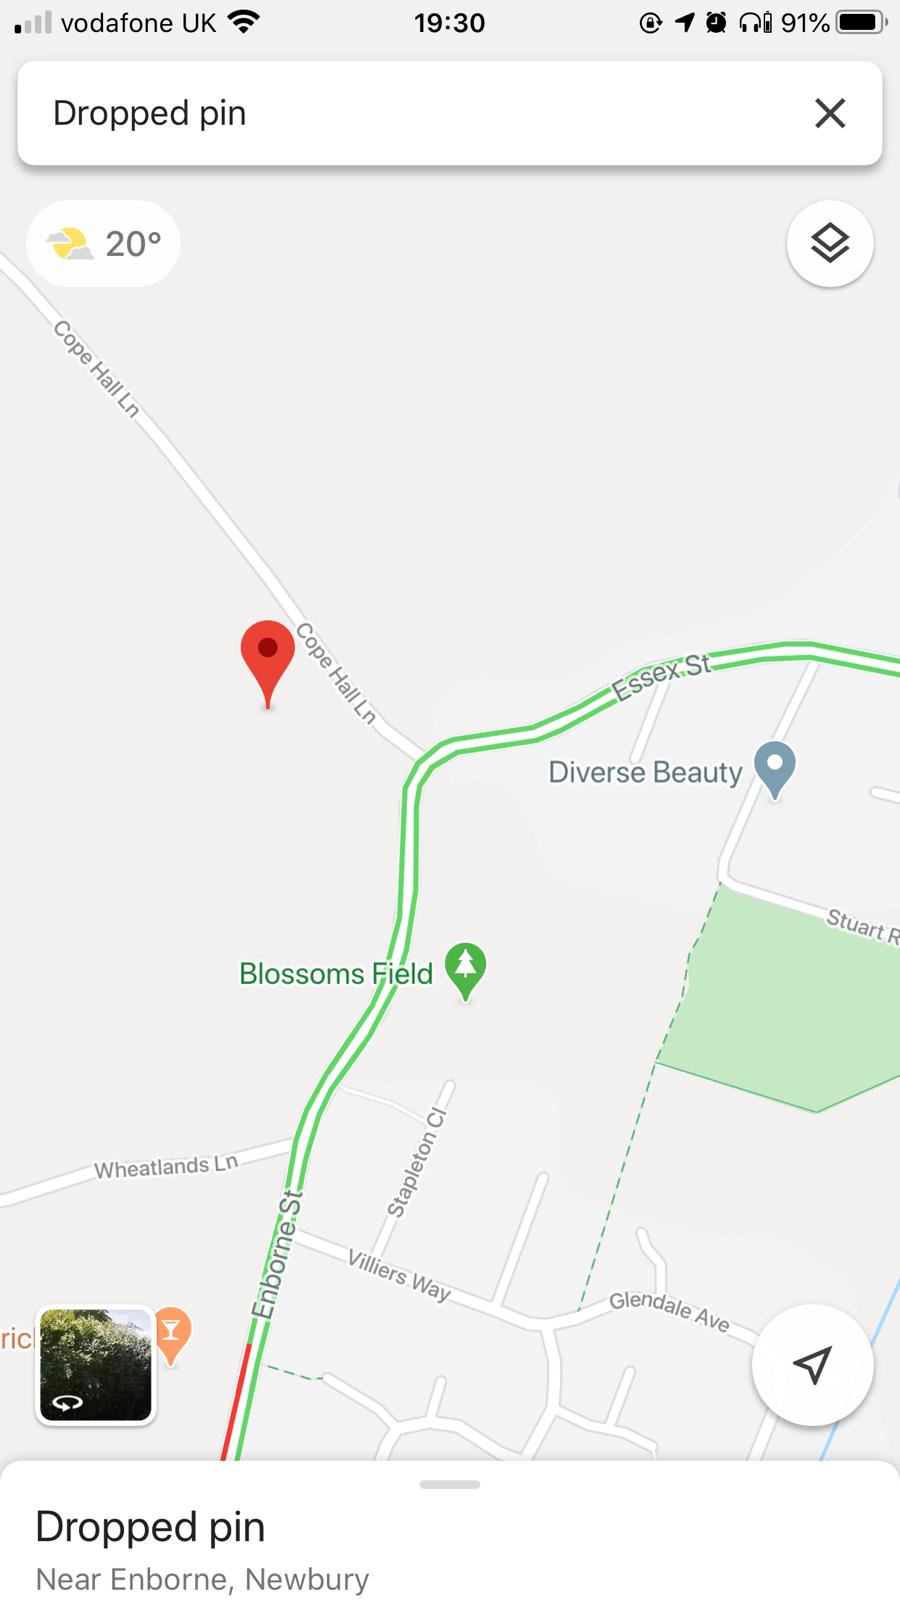 vodafone UK 19:30 91%
Dropped pin
20°
Cope Hall Ln
Cope Hall Ln
Essex St
Diverse Beauty
Stuart R
Blossoms Field
Stapleton Cl
Wheatlands Ln
Enborne St
Villiers Way
Glendale Ave
ric
Dropped pin
Near Enborne, Newbury